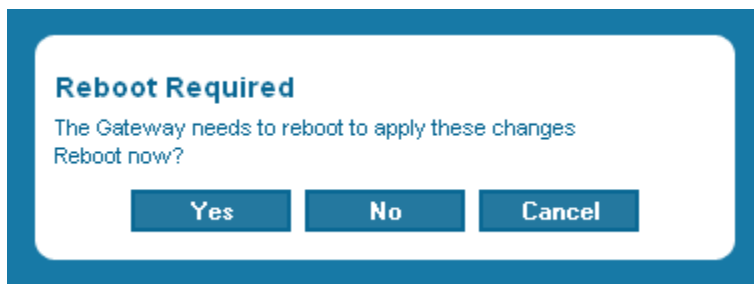 Reboot Required
The Gateway needs to reboot to apply these changes
Reboot now?
Yes No Cancel